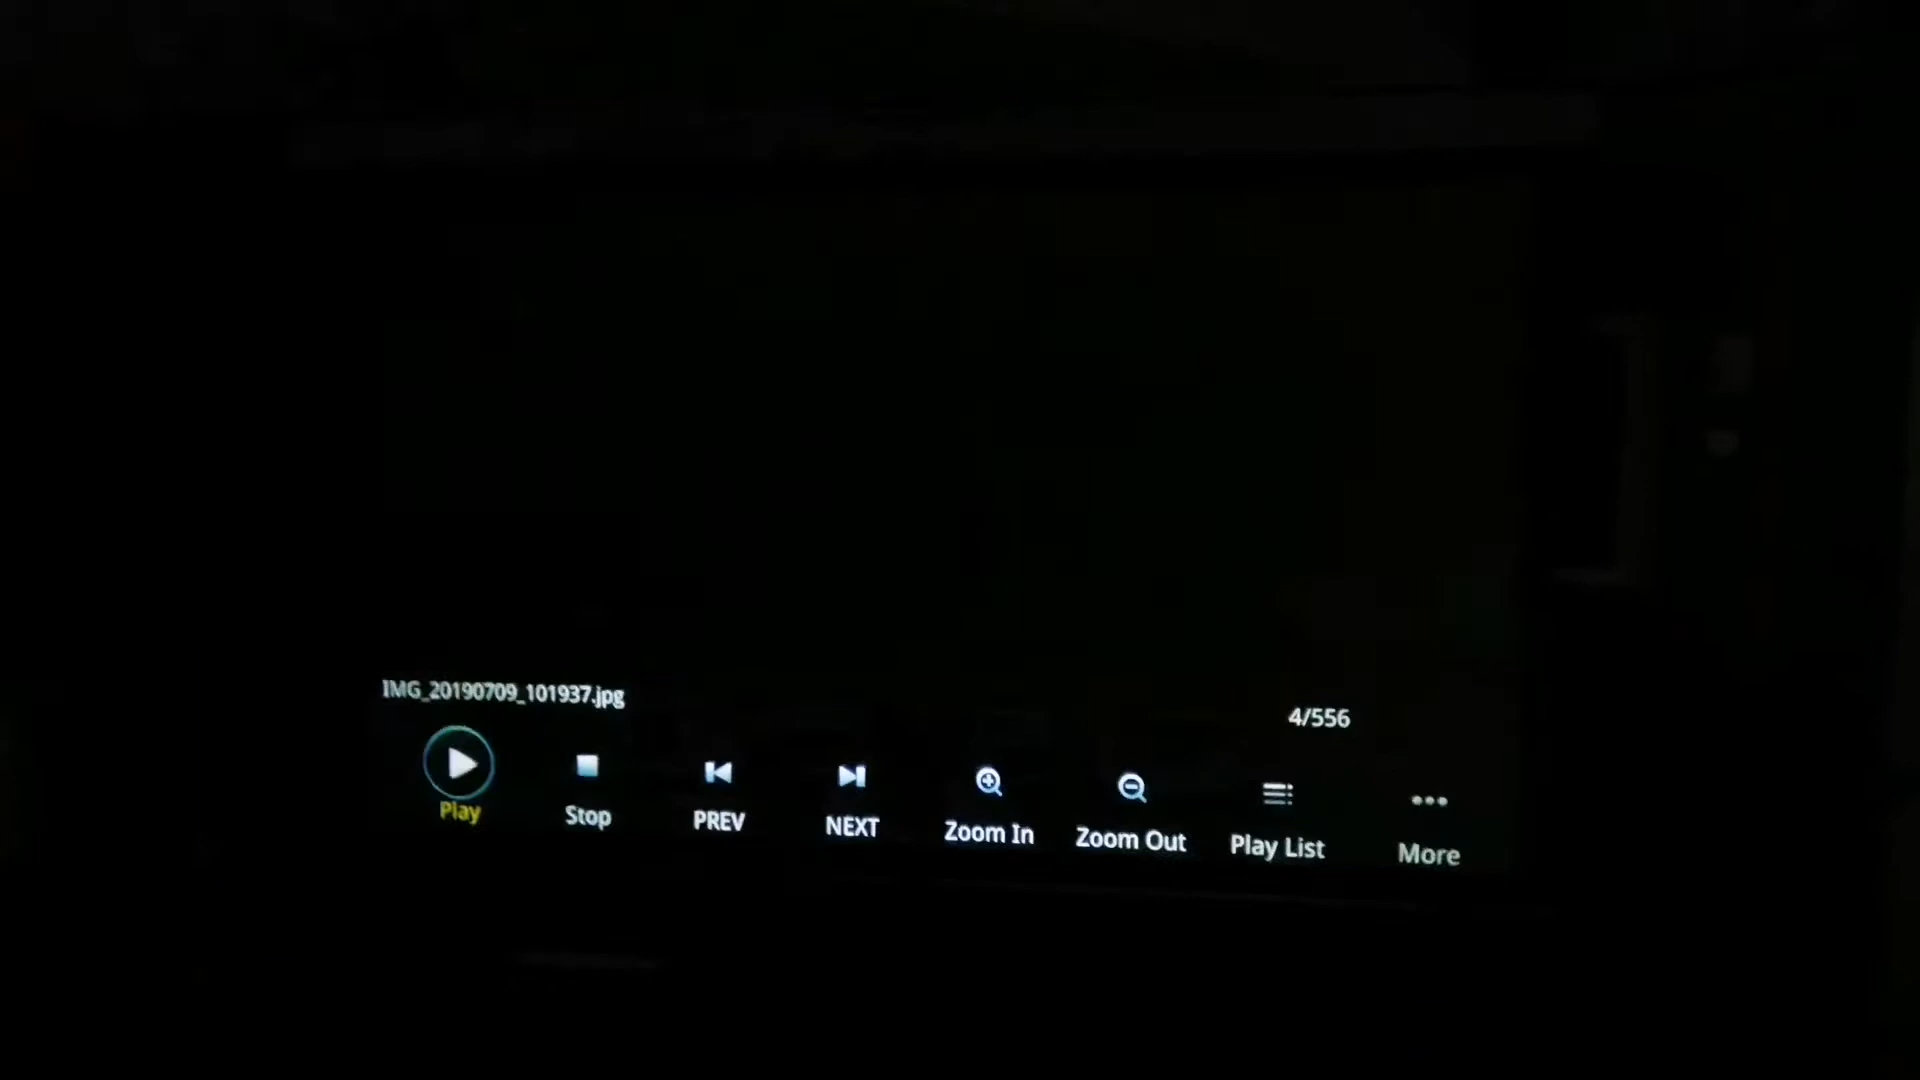 IMG_20190709_101937.jpg
4/556
Play Stop PREV NEXT Zoom In Zoom Out Play List More